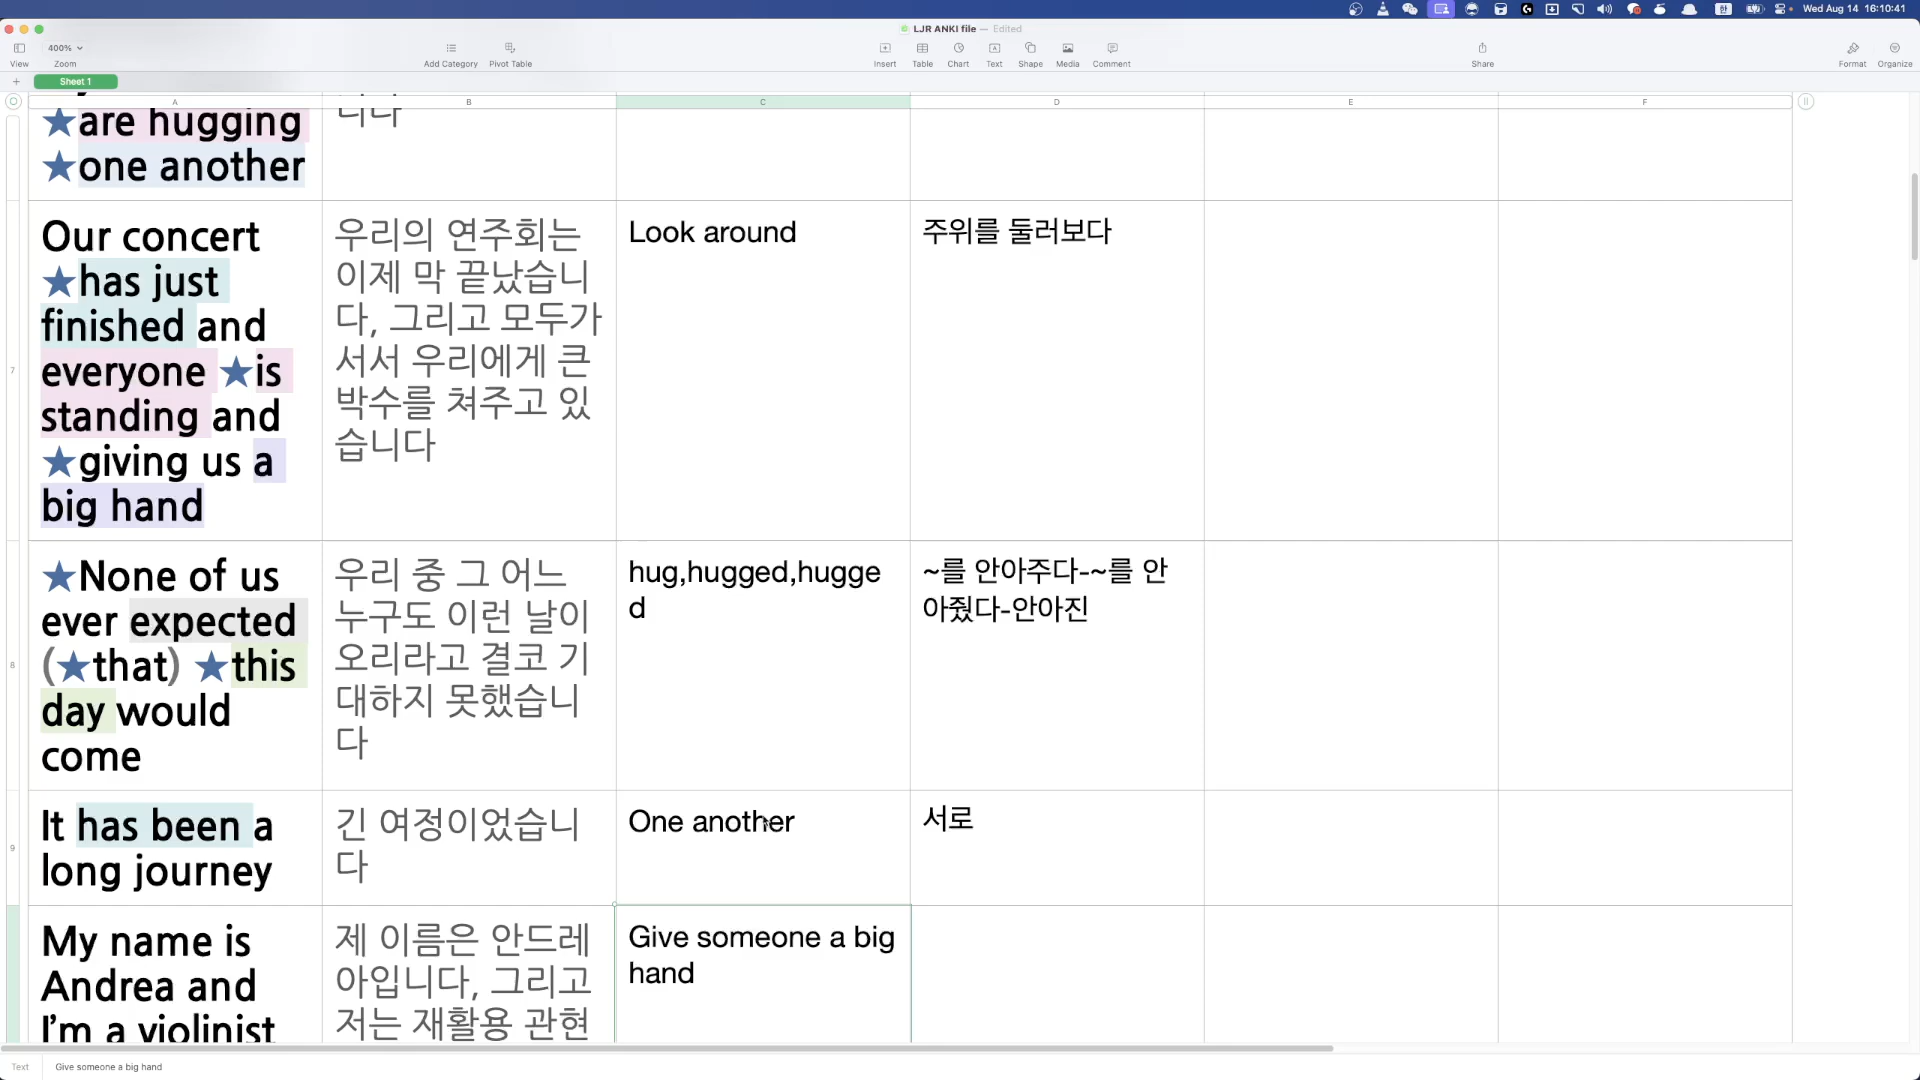 Wed Aug 14 16:10:41
LJR ANKI file — Edited
400%
View
Zoom
Add Category
Pivot Table
Insert
Table
Chart
Text
Shape
Media
Comment
Share
Format
Organize
Sheet 1
A
B
C
D
E
F
★are hugging
★one another
니다
7
Our concert
★has just
finished and
everyone ★is
standing and
★giving us a
big hand
우리의 연주회는
이제 막 끝났습니
다, 그리고 모두가
서서 우리에게 큰
박수를 쳐주고 있
습니다
Look around
주위를 둘러보다
8
★None of us
ever expected
(★that) ★this
day would
come
우리 중 그 어느
누구도 이런 날이
오리라고 결코 기
대하지 못했습니
다
hug,hugged,hugge
d
~를 안아주다-~를 안
아줬다-안아진
9
It has been a
long journey
긴 여정이었습니
다
One another
서로
My name is
Andrea and
I'm a violinist
제 이름은 안드레
아입니다, 그리고
저는 재활용 관현
Give someone a big
hand
Text
Give someone a big hand